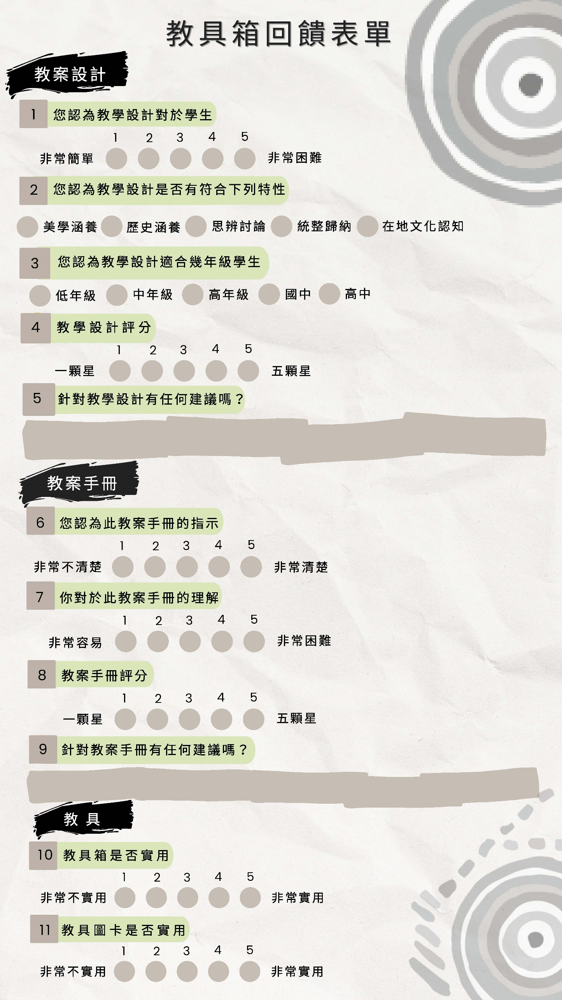 教具箱回饋表單
教案設計
1 您認為教學設計對於學生
1 2 3 4 5
非常簡單 非常困難
2 您認為教學設計是否有符合下列特性
美學涵養 歷史涵養 思辨討論 統整歸納 在地文化認知
3 您認為教學設計適合幾年級學生
低年級 中年級 高年級 國中 高中
4 教學設計評分
1 2 3 4 5
一顆星 五顆星
5 針對教學設計有任何建議嗎？
教案手冊
6 您認為此教案手冊的指示
1 2 3 4 5
非常不清楚 非常清楚
7 你對於此教案手冊的理解
1 2 3 4 5
非常容易 非常困難
8 教案手冊評分
1 2 3 4 5
一顆星 五顆星
9 針對教案手冊有任何建議嗎？
教具
10 教具箱是否實用
1 2 3 4 5
非常不實用 非常實用
11 教具圖卡是否實用
1 2 3 4 5
非常不實用 非常實用